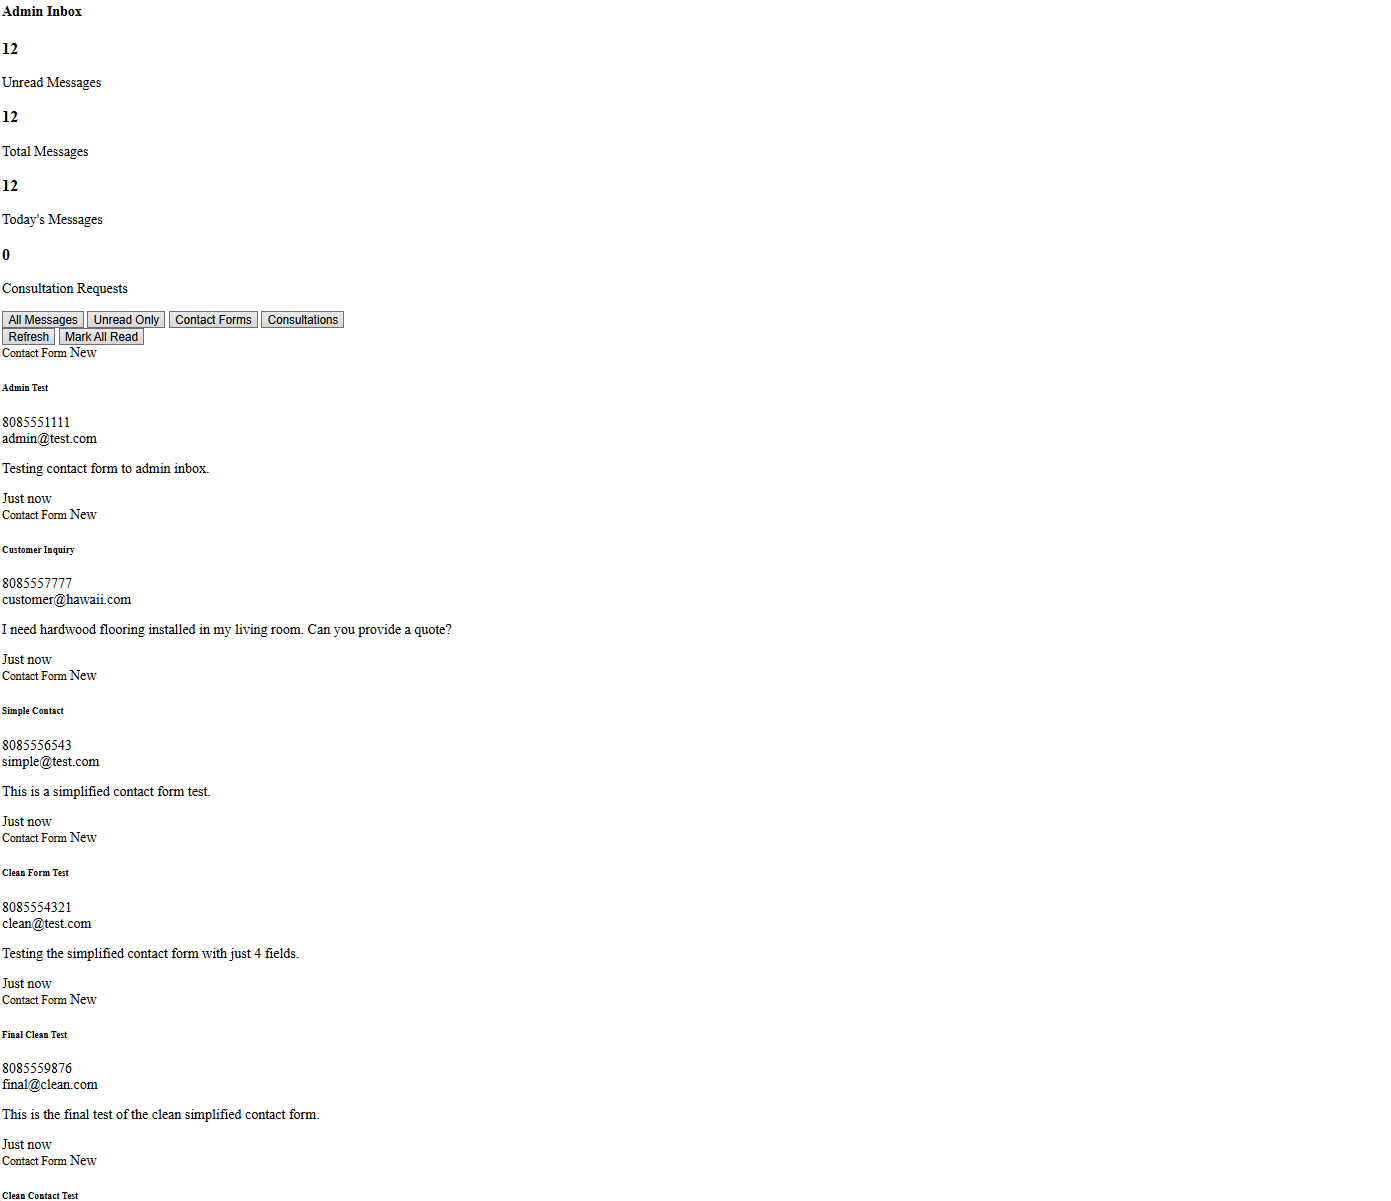 Admin Inbox
12
Unread Messages
12
Total Messages
12
Today's Messages
0
Consultation Requests
All Messages Unread Only Contact Forms Consultations
Refresh Mark All Read
Contact Form New
Admin Test
8085551111
admin@test.com
Testing contact form to admin inbox.
Just now
Contact Form New
Customer Inquiry
8085557777
customer@hawaii.com
I need hardwood flooring installed in my living room. Can you provide a quote?
Just now
Contact Form New
Simple Contact
8085556543
simple@test.com
This is a simplified contact form test.
Just now
Contact Form New
Clean Form Test
8085554321
clean@test.com
Testing the simplified contact form with just 4 fields.
Just now
Contact Form New
Final Clean Test
8085559876
final@clean.com
This is the final test of the clean simplified contact form.
Just now
Contact Form New
Clean Contact Test